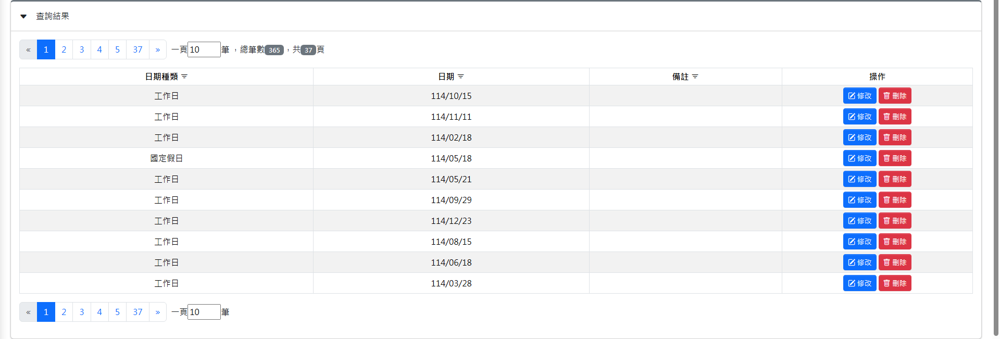 查詢結果
« 1 2 3 4 5 37 » 一頁10筆，總筆數365，共37頁
日期種類 日期 備註 操作
工作日 114/10/15 修改 刪除
工作日 114/11/11 修改 刪除
工作日 114/02/18 修改 刪除
國定假日 114/05/18 修改 刪除
工作日 114/05/21 修改 刪除
工作日 114/09/29 修改 刪除
工作日 114/12/23 修改 刪除
工作日 114/08/15 修改 刪除
工作日 114/06/18 修改 刪除
工作日 114/03/28 修改 刪除
« 1 2 3 4 5 37 » 一頁10筆